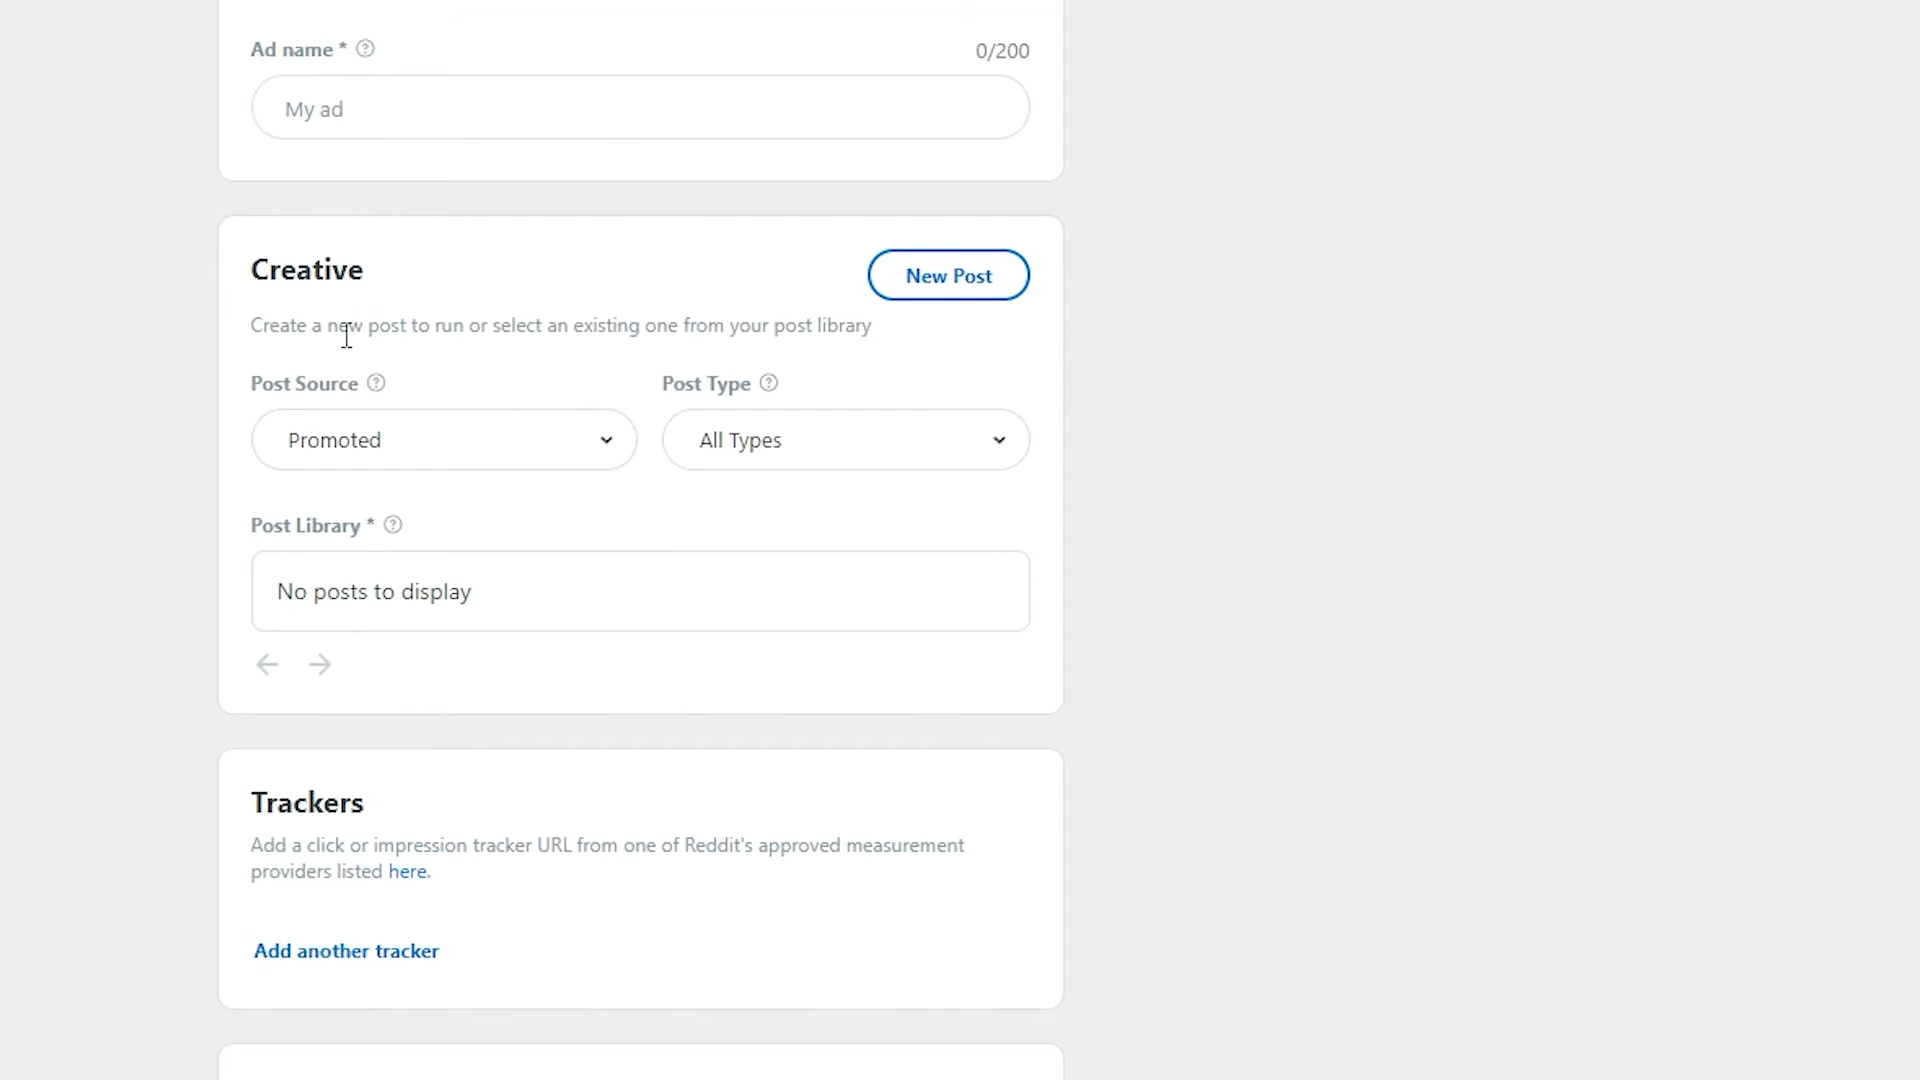 Ad name *
0/200
My ad
Creative
New Post
Create a new post to run or select an existing one from your post library
Post Source
Post Type
Promoted
All Types
Post Library *
No posts to display
Trackers
Add a click or impression tracker URL from one of Reddit's approved measurement
providers listed here.
Add another tracker